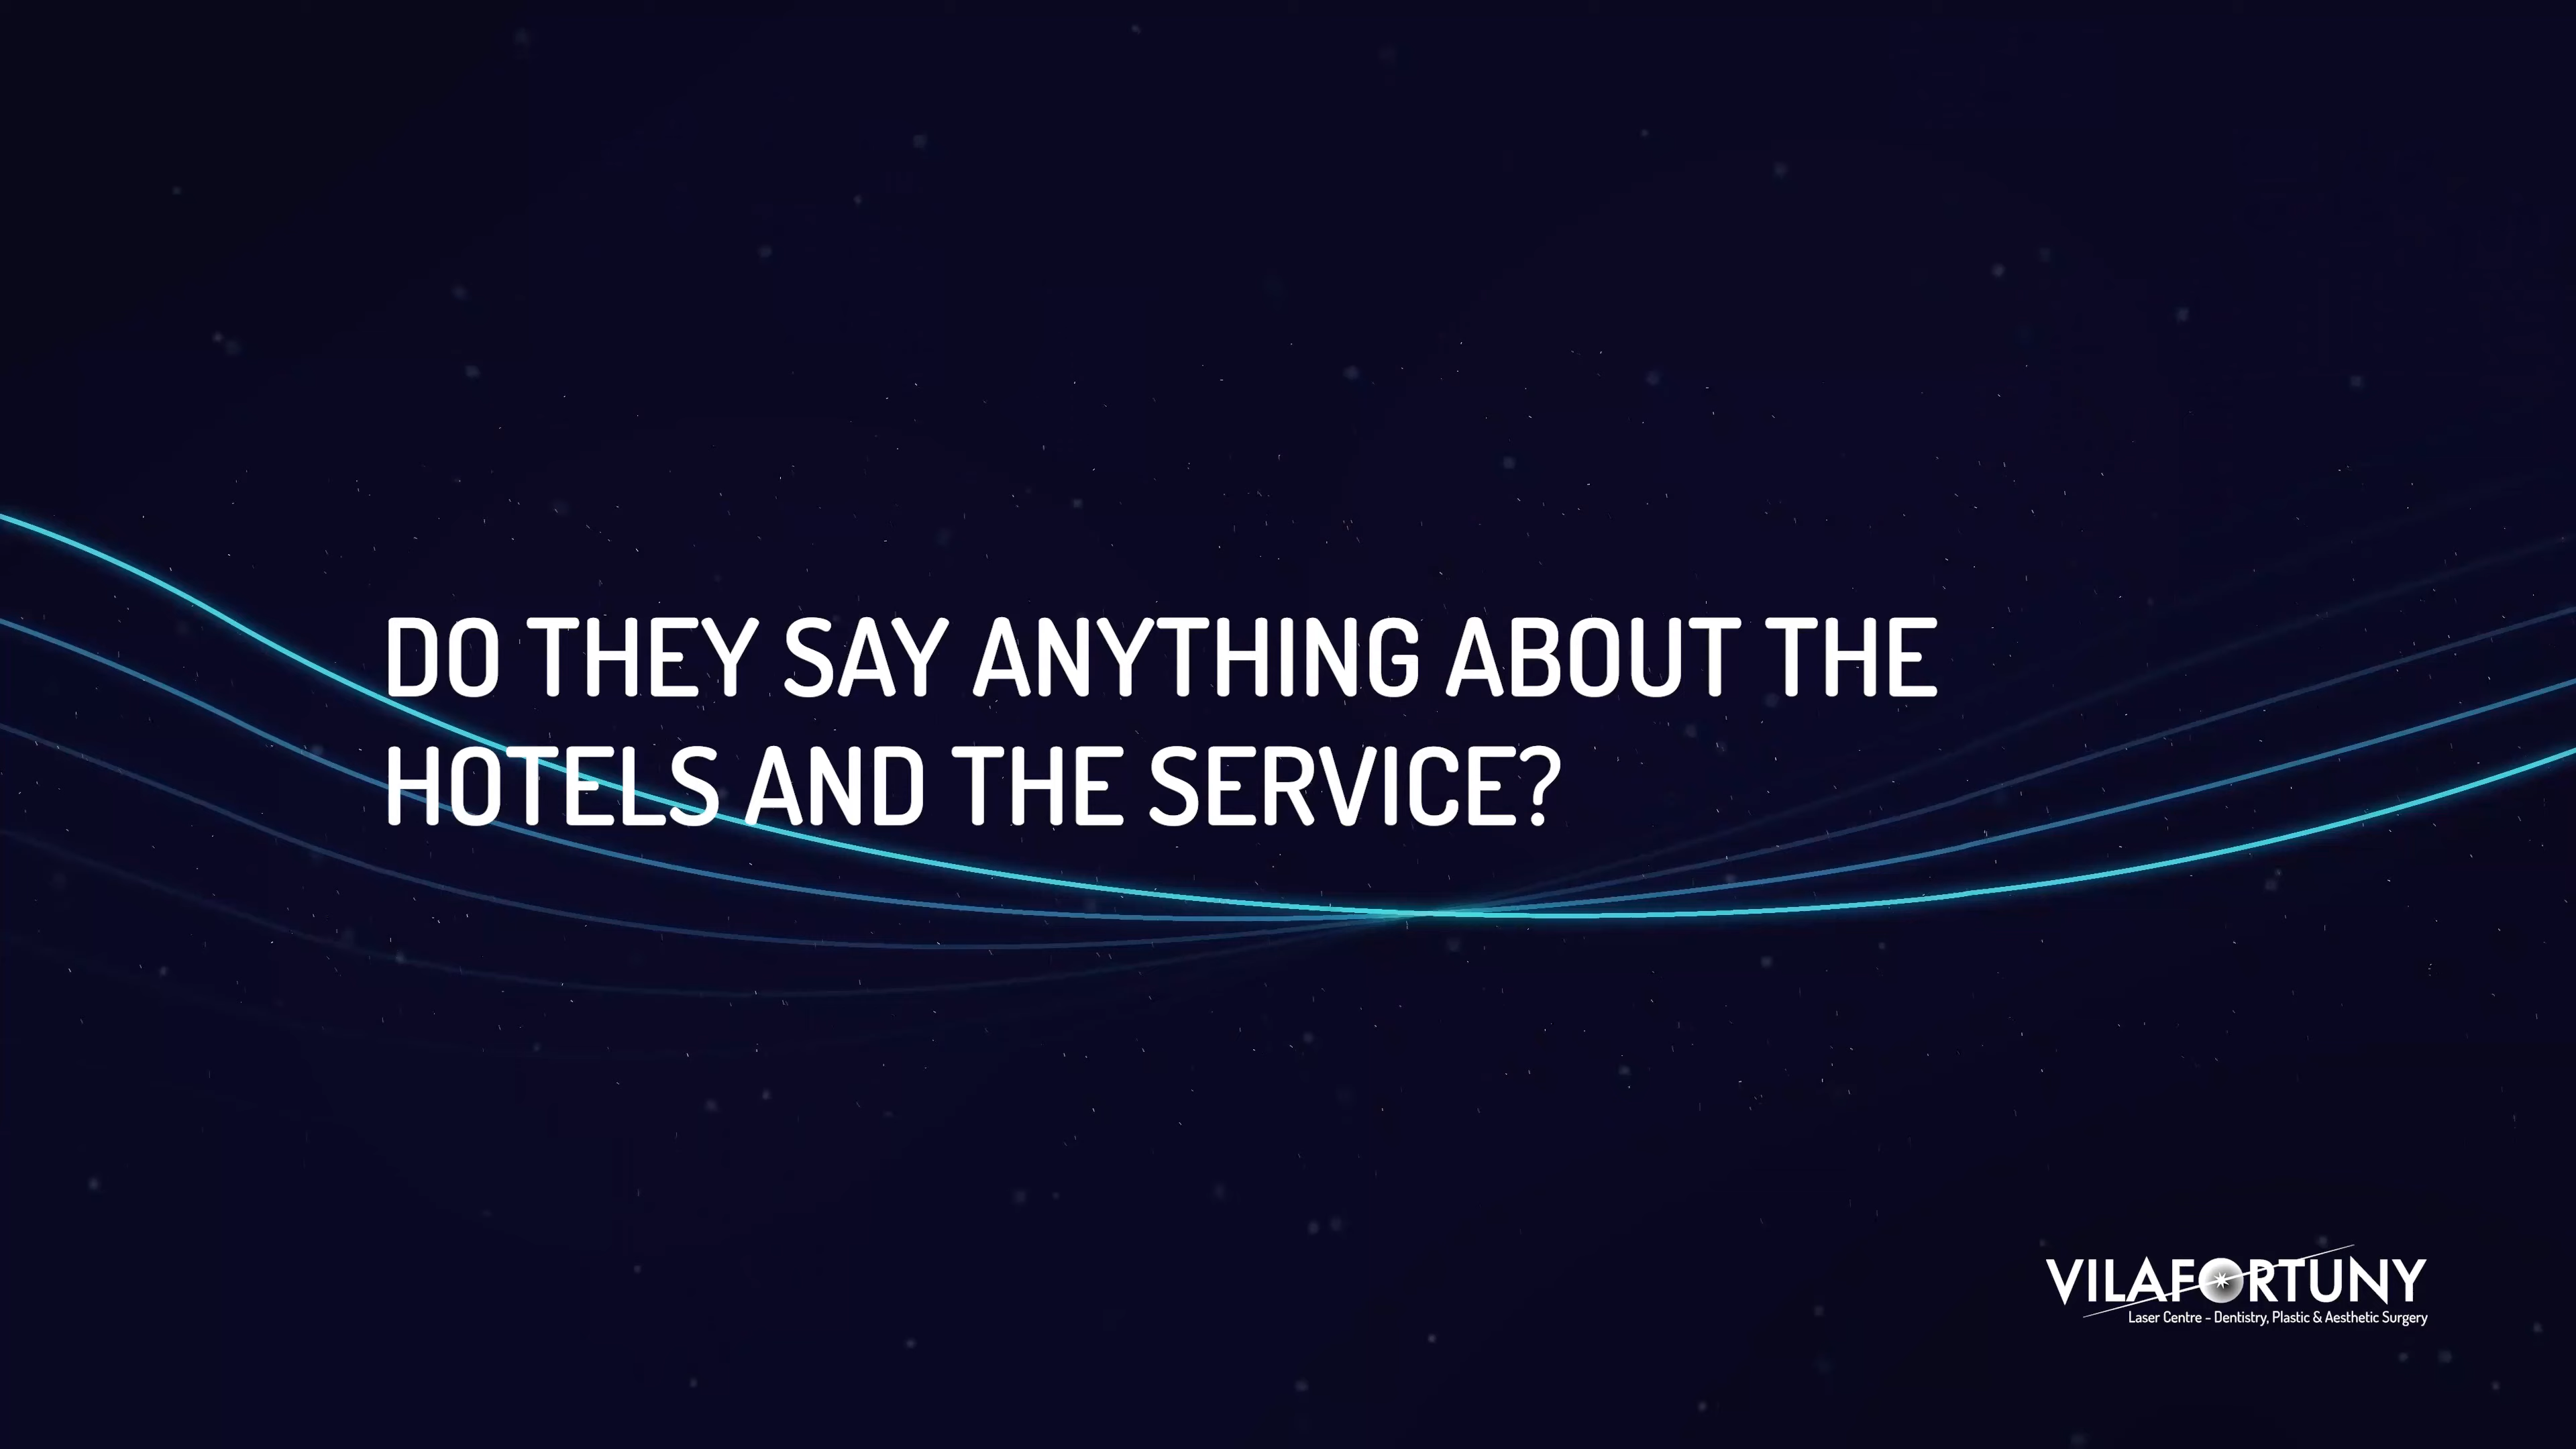 DO THEY SAY ANYTHING ABOUT THE
HOTELS AND THE SERVICE?
VILAFORTUNY
Laser Centre - Dentistry, Plastic & Aesthetic Surgery